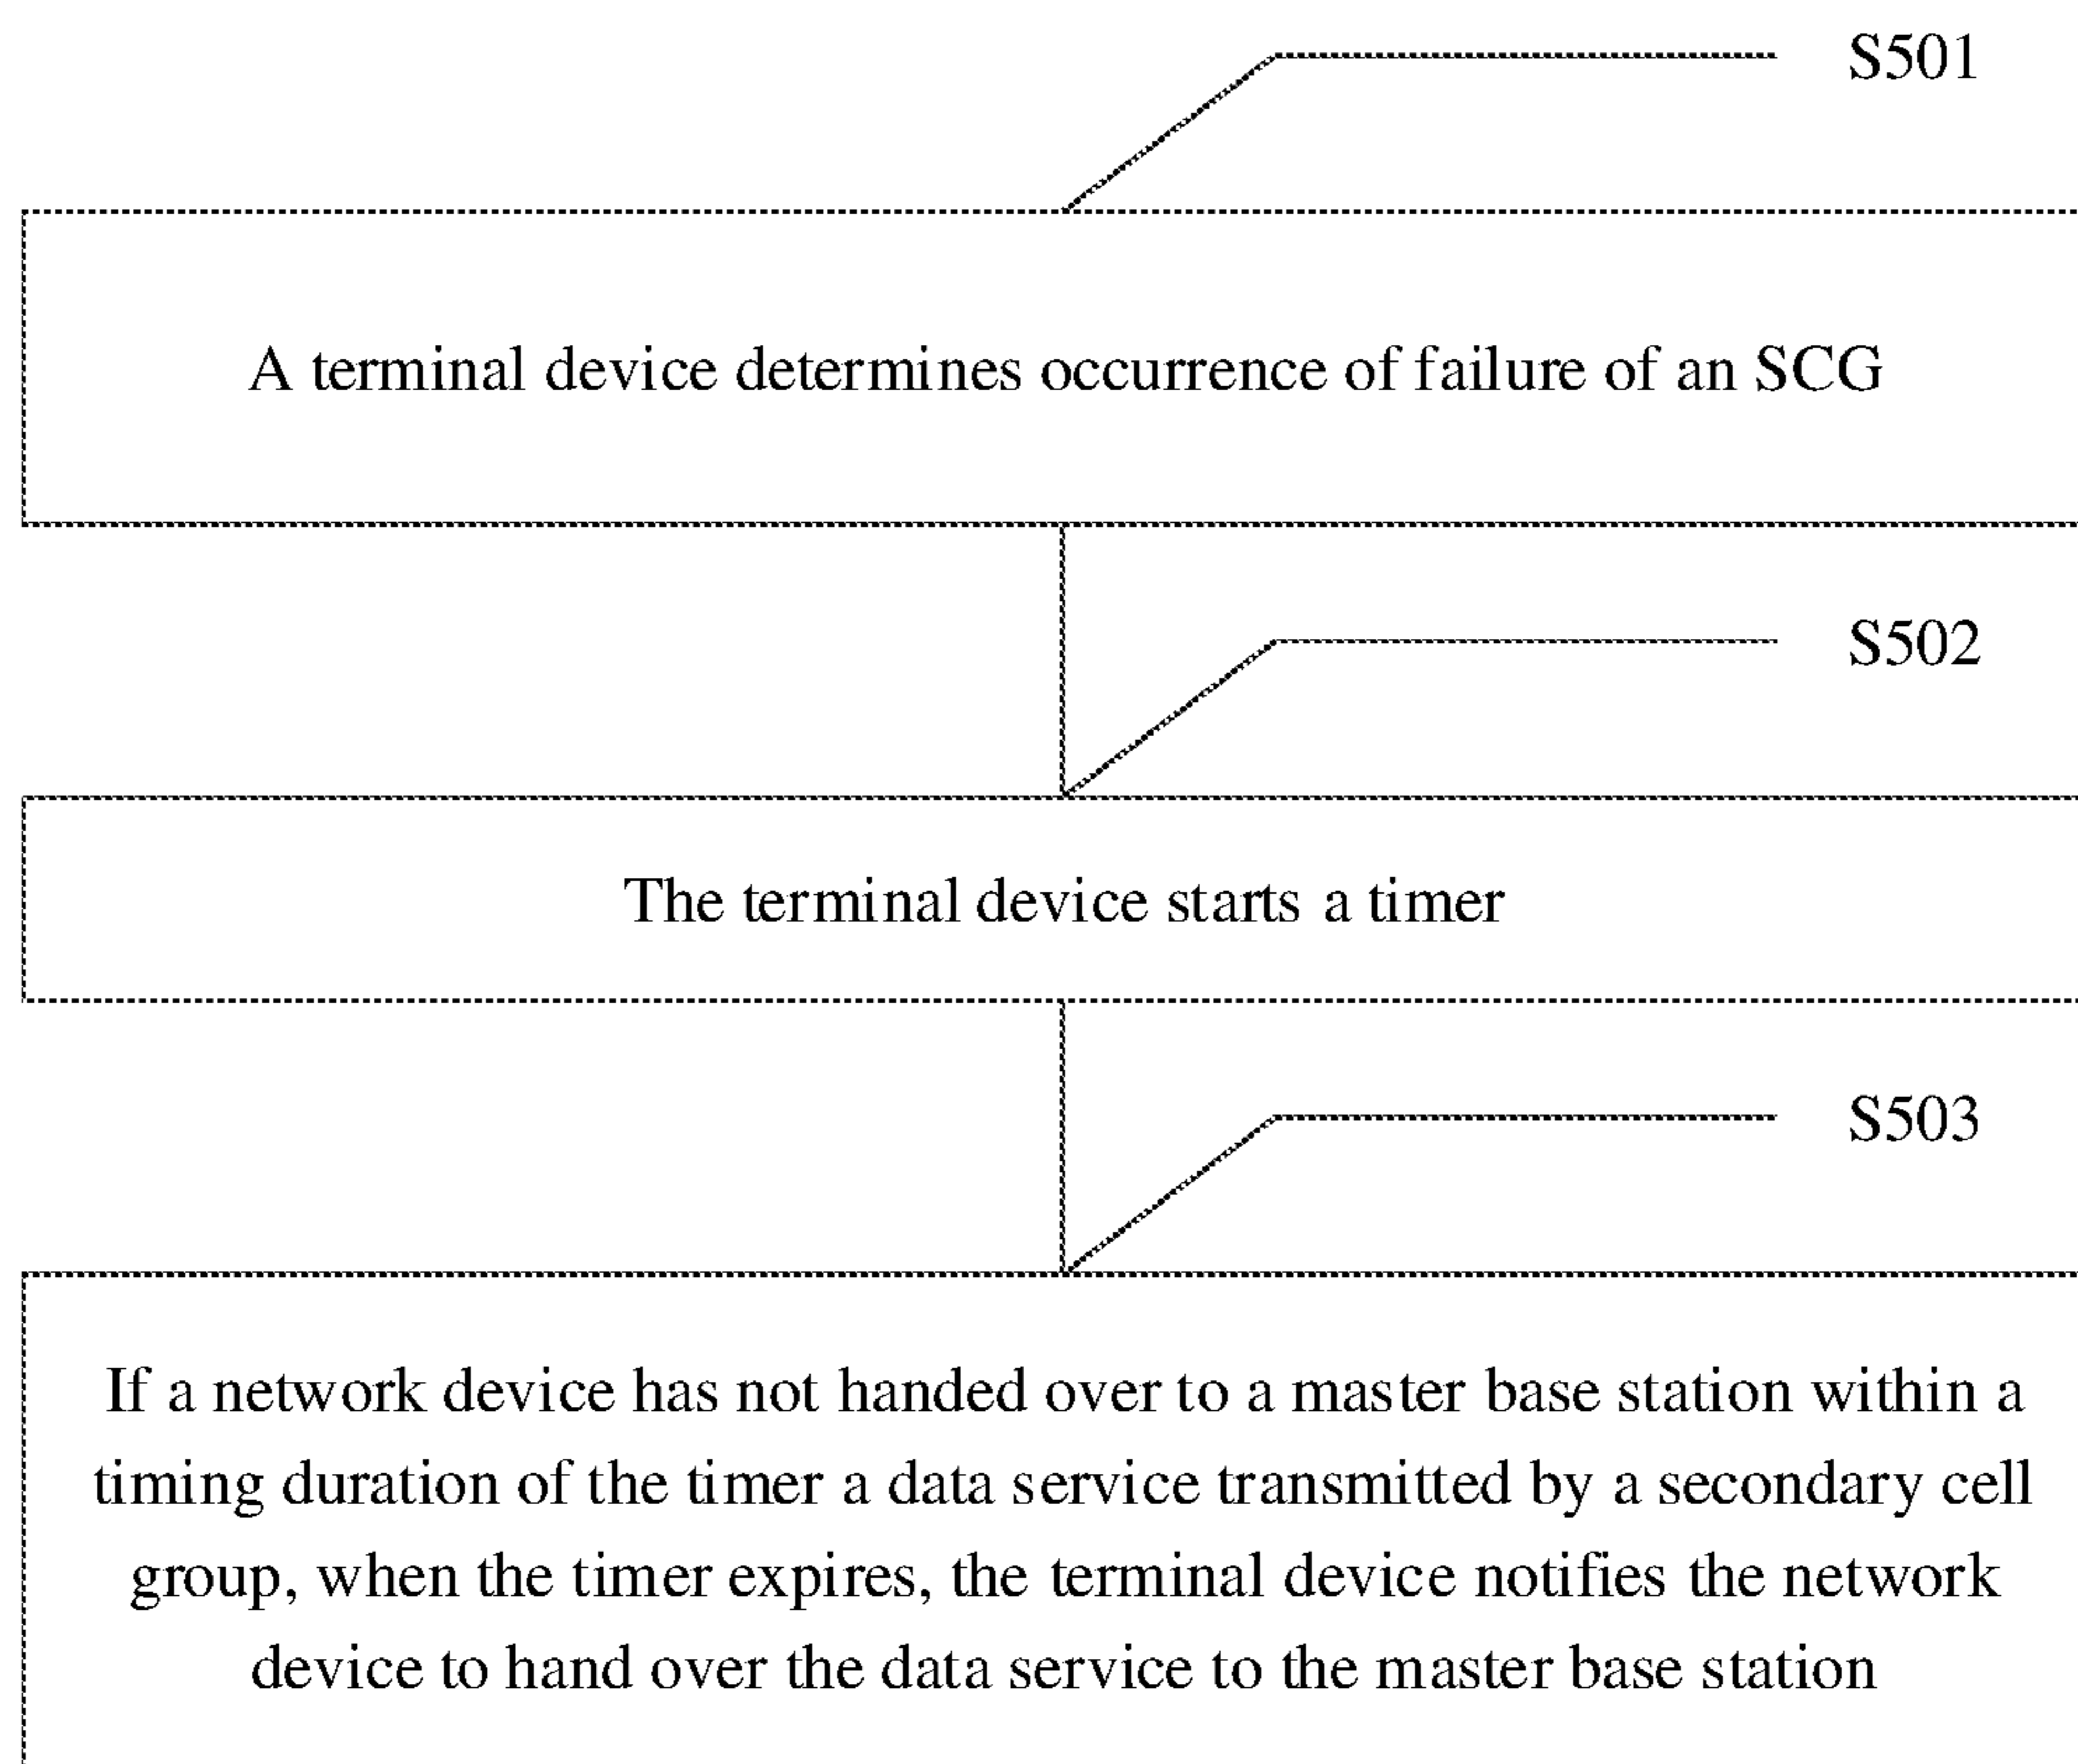 S501
A terminal device determines occurrence of failure of an SCG
S502
The terminal device starts a timer
S503
If a network device has not handed over to a master base station within a
timing duration of the timer a data service transmitted by a secondary cell
group, when the timer expires, the terminal device notifies the network
device to hand over the data service to the master base station